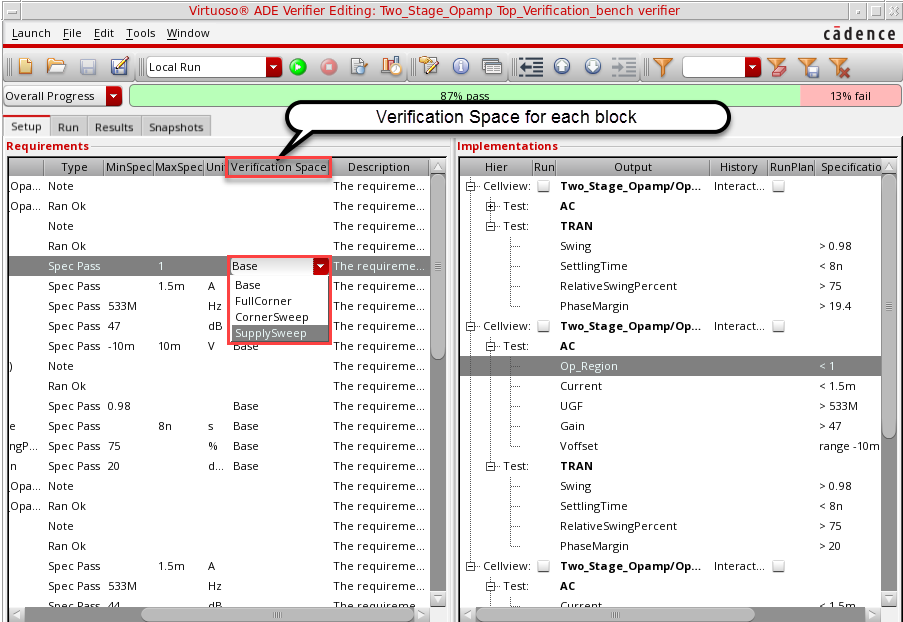 Virtuoso® ADE Verifier Editing: Two_Stage_Opamp Top_Verification_bench verifier
Launch File Edit Tools Window
cādence
Local Run
Overall Progress
87% pass
13% fail
Verification Space for each block
Setup Run Results Snapshots
Requirements
Type MinSpec MaxSpec Uni Verification Space Description
_Opa... Note The requireme...
_Opa... Ran Ok The requireme...
Note The requireme...
Ran Ok The requireme...
Spec Pass 1 Base The requireme...
Spec Pass 1.5m A Base The requireme...
FullCorner
Spec Pass 533M Hz The requireme...
CornerSweep
Spec Pass 47 dB SupplySweep The requireme...
Spec Pass -10m 10m V Base The requireme...
) Note The requireme...
Ran Ok The requireme...
Spec Pass 0.98 Base The requireme...
e Spec Pass 8n s Base The requireme...
ngP... Spec Pass 75 % Base The requireme...
n Spec Pass 20 d... Base The requireme...
_Opa... Note The requireme...
_Opa... Ran Ok The requireme...
Note The requireme...
Ran Ok The requireme...
Spec Pass 1.5m A The requireme...
Spec Pass 533M Hz The requireme...
Spec Pass 44 dB The requireme...
Implementations
Hier Run Output History RunPlan Specificatio
Cellview: Two_Stage_Opamp/Op... Interact...
Test: AC
Test: TRAN
Swing > 0.98
SettlingTime < 8n
RelativeSwingPercent > 75
PhaseMargin > 19.4
Cellview: Two_Stage_Opamp/Op... Interact...
Test: AC
Op_Region < 1
Current < 1.5m
UGF > 533M
Gain > 47
Voffset range -10m
Test: TRAN
Swing > 0.98
SettlingTime < 8n
RelativeSwingPercent > 75
PhaseMargin > 20
Cellview: Two_Stage_Opamp/Op... Interact...
Test: AC
Current < 1.5m